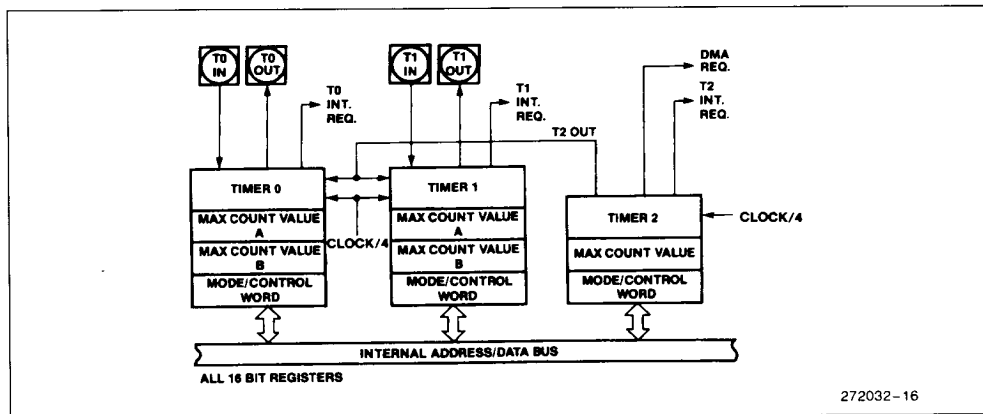 T0
IN
T0
OUT
T1
IN
T1
OUT
DMA
REQ.
T0
INT.
REQ.
T1
INT.
REQ.
T2
INT.
REQ.
T2 OUT
TIMER 0
TIMER 1
TIMER 2
CLOCK/4
MAX COUNT VALUE
A
MAX COUNT VALUE
A
MAX COUNT VALUE
MAX COUNT VALUE
B
CLOCK/4
MAX COUNT VALUE
B
MODE/CONTROL
WORD
MODE/CONTROL
WORD
MODE/CONTROL
WORD
INTERNAL ADDRESS/DATA BUS
ALL 16 BIT REGISTERS
272032-16